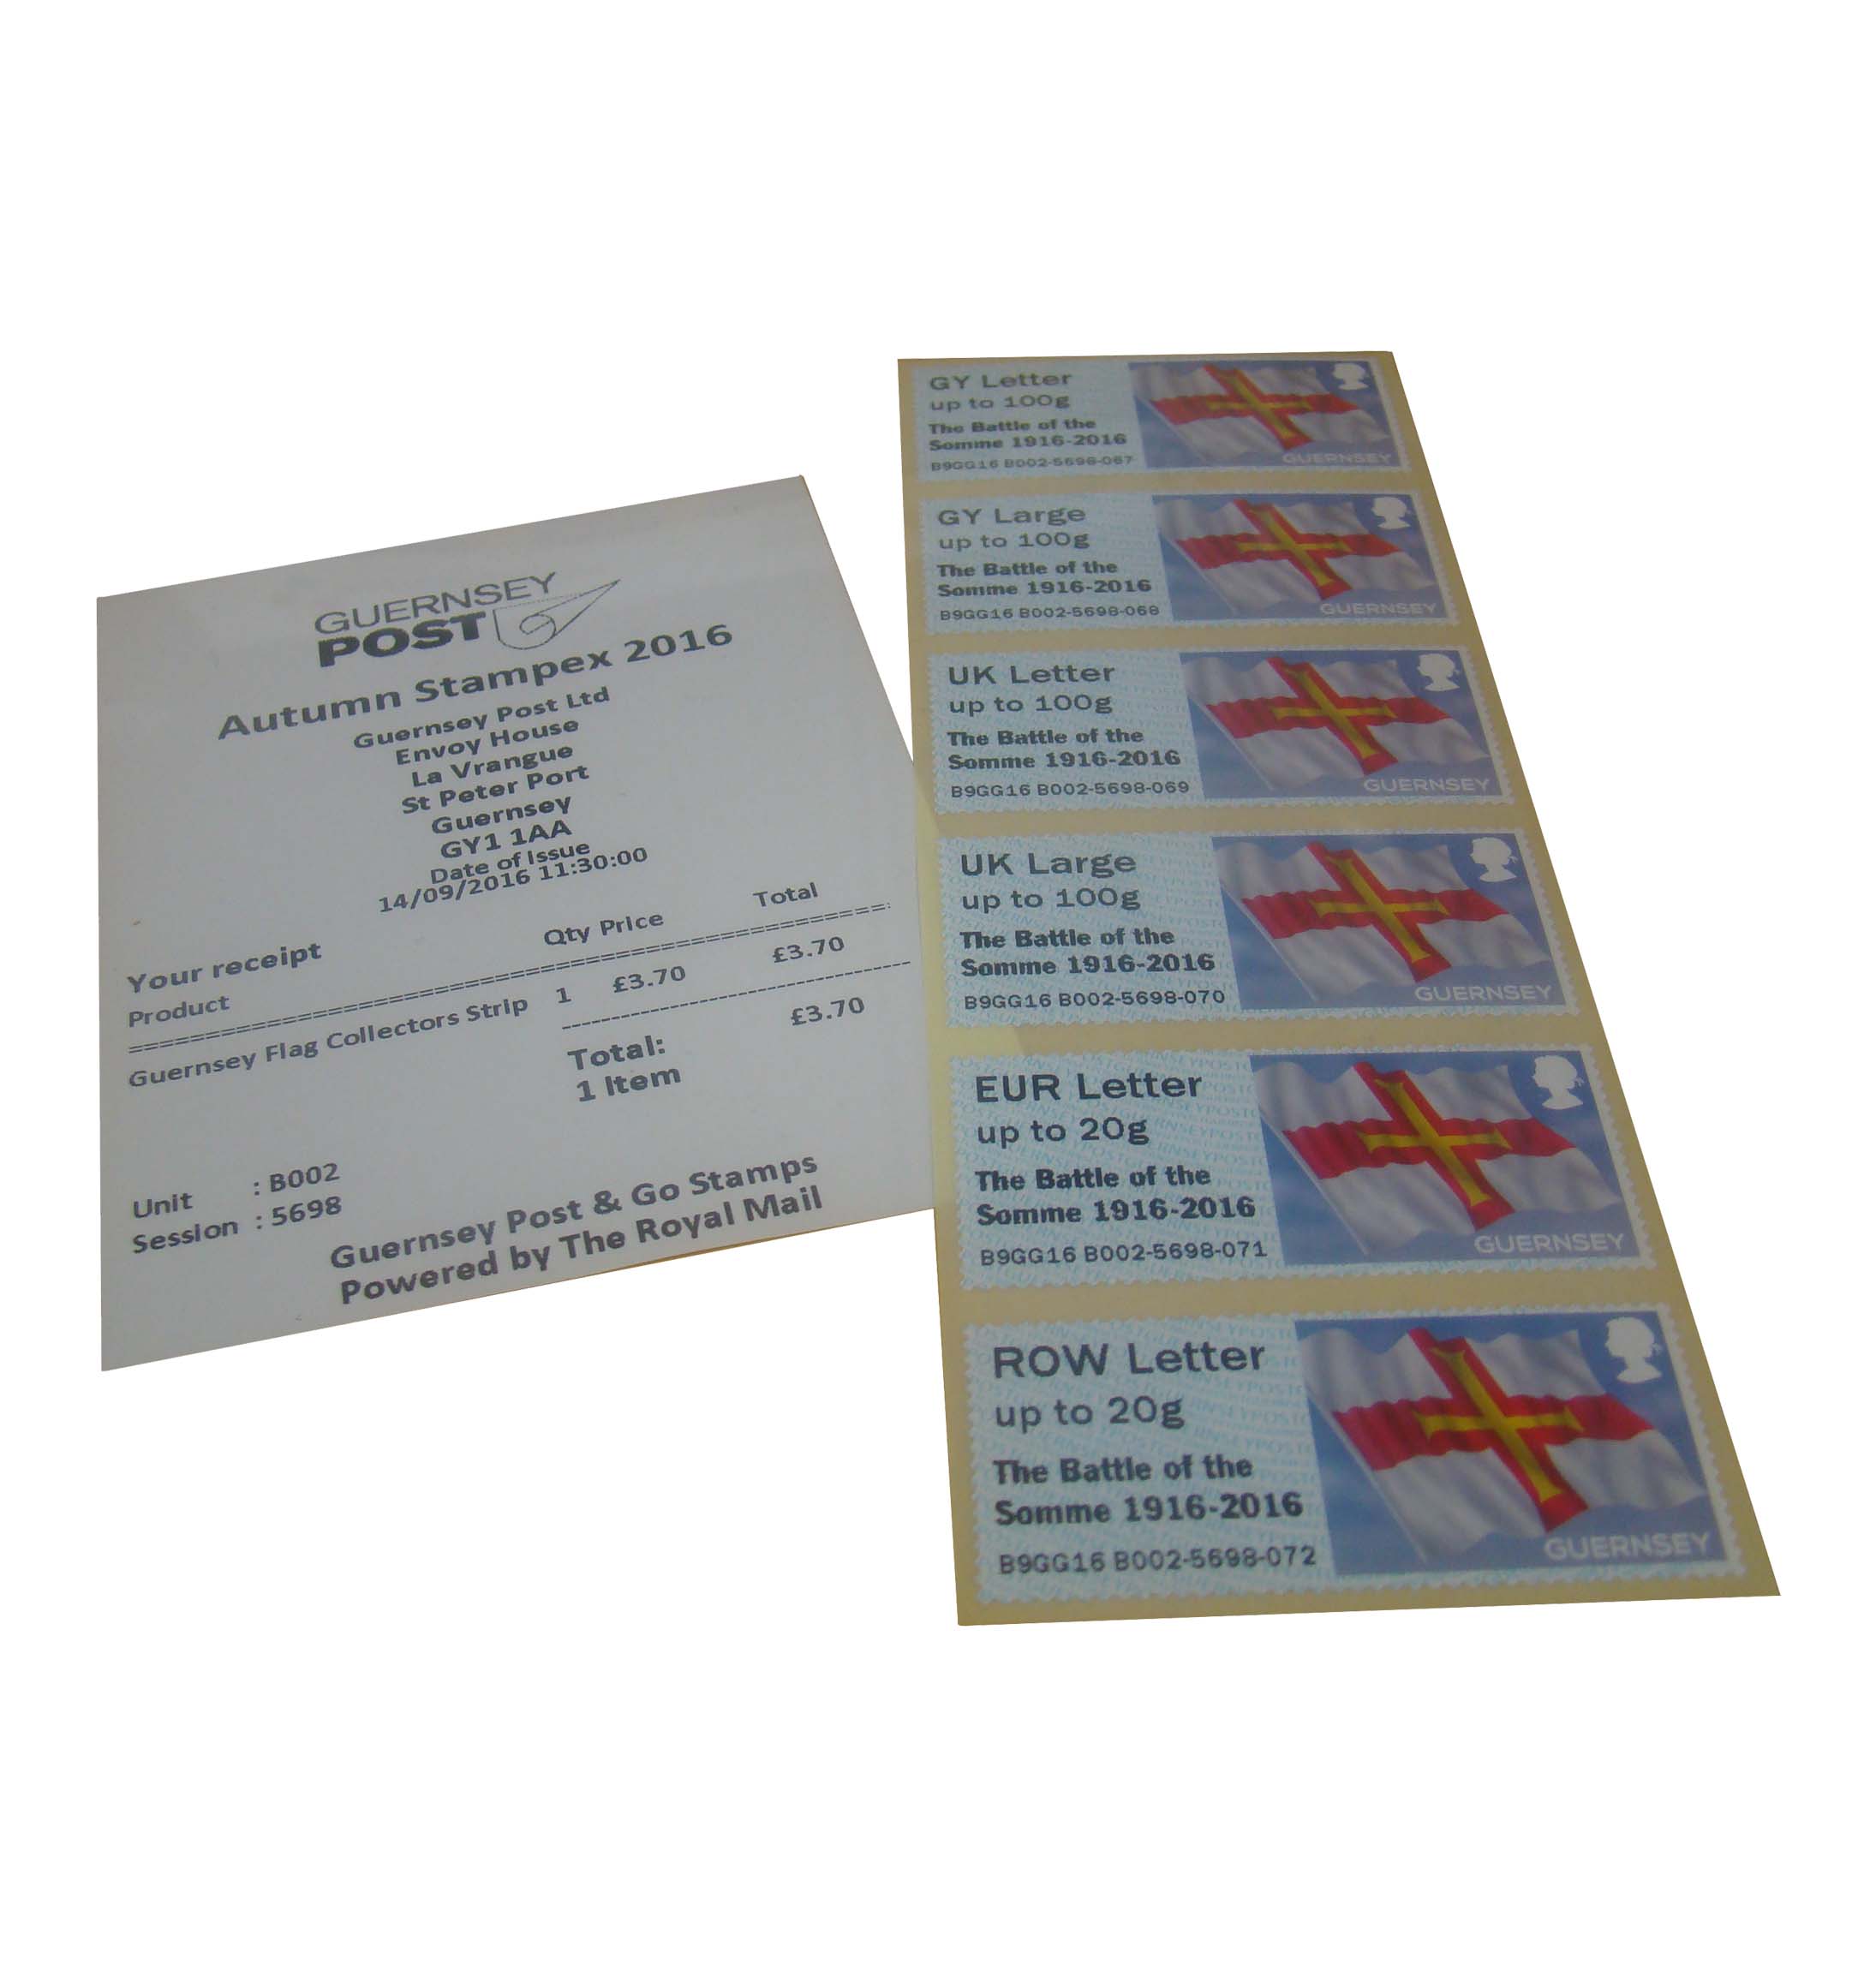 GUERNSEY
POST
Autumn Stampex 2016
Guernsey Post Ltd
Envoy House
La Vrangue
St Peter Port
Guernsey
GY1 1AA
Date of Issue
14/09/2016 11:30:00
Your receipt
Product Qty Price Total
Guernsey Flag Collectors Strip 1 £3.70 £3.70
Total: £3.70
1 Item
Unit : B002
Session : 5698
Guernsey Post & Go Stamps
Powered by The Royal Mail
GY Letter
up to 100g
The Battle of the
Somme 1916-2016
B9GG16 B002-5698-067
GUERNSEY
GY Large
up to 100g
The Battle of the
Somme 1916-2016
B9GG16 B002-5698-068
GUERNSEY
UK Letter
up to 100g
The Battle of the
Somme 1916-2016
B9GG16 B002-5698-069
GUERNSEY
UK Large
up to 100g
The Battle of the
Somme 1916-2016
B9GG16 B002-5698-070
GUERNSEY
EUR Letter
up to 20g
The Battle of the
Somme 1916-2016
B9GG16 B002-5698-071
GUERNSEY
ROW Letter
up to 20g
The Battle of the
Somme 1916-2016
B9GG16 B002-5698-072
GUERNSEY